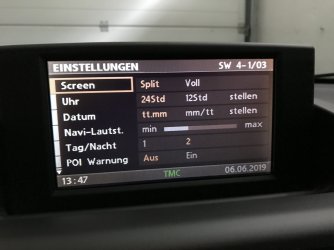 EINSTELLUNGEN SW 4-1/03
Screen Split Voll
Uhr 24Std 12Std stellen
Datum tt.mm mm/tt stellen
Navi-Lautst. min max
Tag/Nacht 1 2
POI Warnung Aus Ein
13:47 TMC 06.06.2019